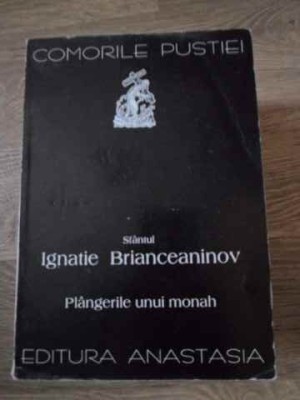 COMORILE PUSTIEI
Sfântul
Ignatie Brianceaninov
Plângerile unui monah
EDITURA ANASTASIA